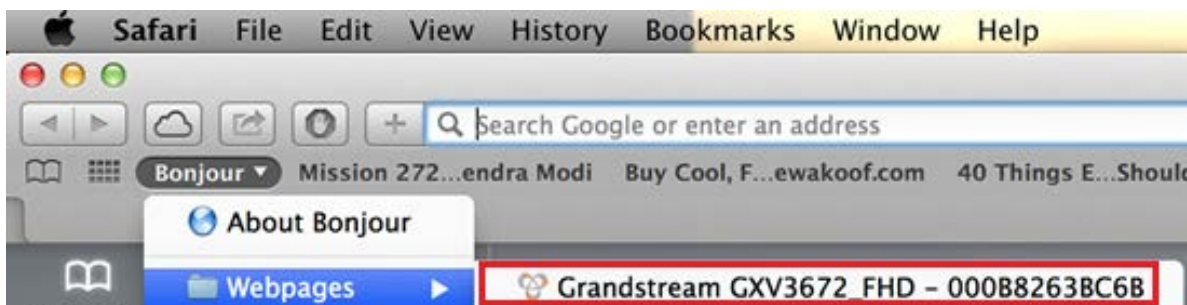 Safari File Edit View History Bookmarks Window Help
Search Google or enter an address
Bonjour ▾ Mission 272...endra Modi Buy Cool, F...ewakoof.com 40 Things E...Should
About Bonjour
Webpages ▶ Grandstream GXV3672_FHD – 000B8263BC6B